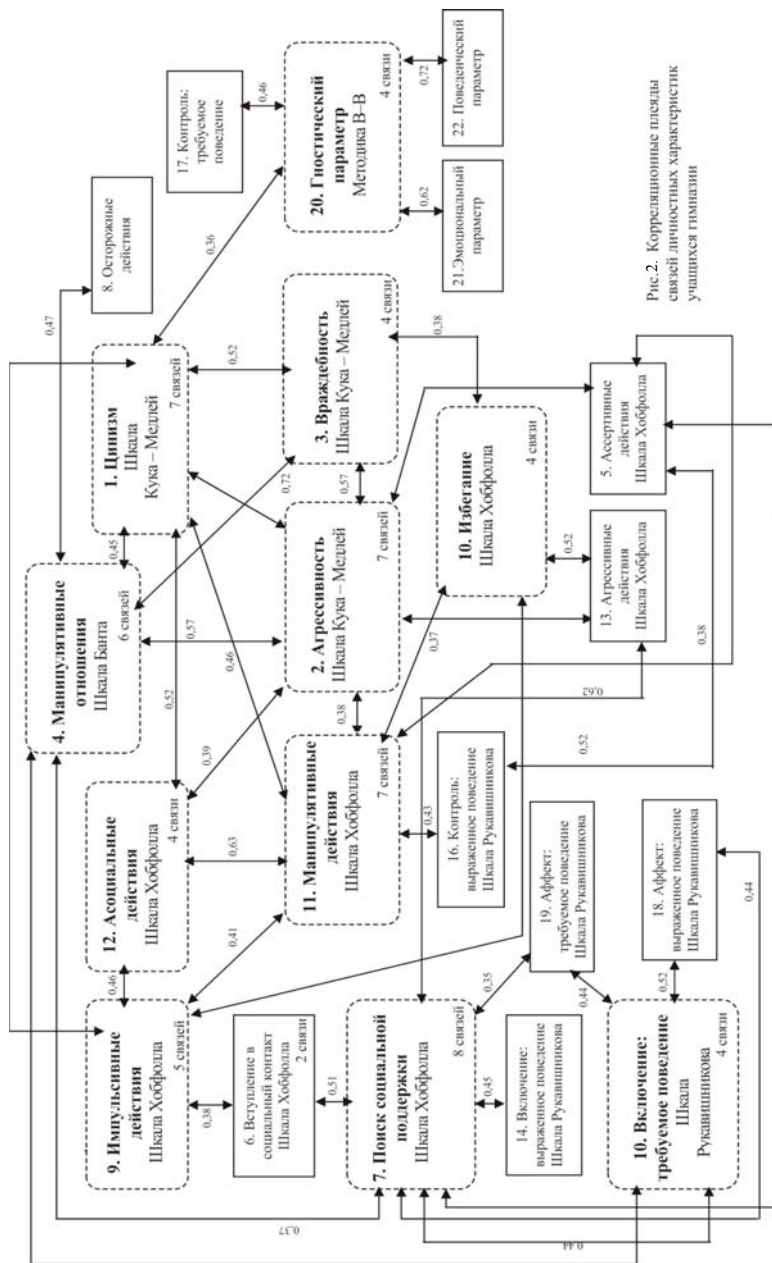 9. Импульсивные
действия
Шкала Хобфолла
5 связей
0,46
12. Асоциальные
действия
Шкала Хобфолла
4 связи
4. Манипулятивные
отношения
Шкала Банта
6 связей
0,45
1. Цинизм
Шкала
Кука – Медлей
7 связей
0,47
8. Осторожные
действия
17. Контроль:
требуемое
поведение
0,46
0,36
0,38
0,41
0,63
0,39
0,52
0,46
0,57
0,72
0,52
6. Вступление в
социальный контакт
Шкала Хобфолла
2 связи
11. Манипулятивные
действия
Шкала Хобфолла
7 связей
0,38
2. Агрессивность
Шкала Кука – Медлей
7 связей
0,57
3. Враждебность
Шкала Кука – Медлей
4 связи
20. Гностический
параметр
Методика В–В
4 связи
0,51
0,43
0,37
0,38
0,62
0,72
7. Поиск социальной
поддержки
Шкала Хобфолла
8 связей
16. Контроль:
выраженное поведение
Шкала Рукавишникова
10. Избегание
Шкала Хобфолла
4 связи
21.Эмоциональный
параметр
22. Поведенческий
параметр
0,37
0,45
0,35
0,52
0,62
0,52
14. Включение:
выраженное поведение
Шкала Рукавишникова
19. Аффект:
требуемое поведение
Шкала Рукавишникова
13. Агрессивные
действия
Шкала Хобфолла
5. Ассертивные
действия
Шкала Хобфолла
0,44
0,44
0,38
10. Включение:
требуемое поведение
Шкала
Рукавишникова
4 связи
0,52
18. Аффект:
выраженное поведение
Шкала Рукавишникова
0,44
Рис.2. Корреляционные плеяды
связей личностных характеристик
учащихся гимназии